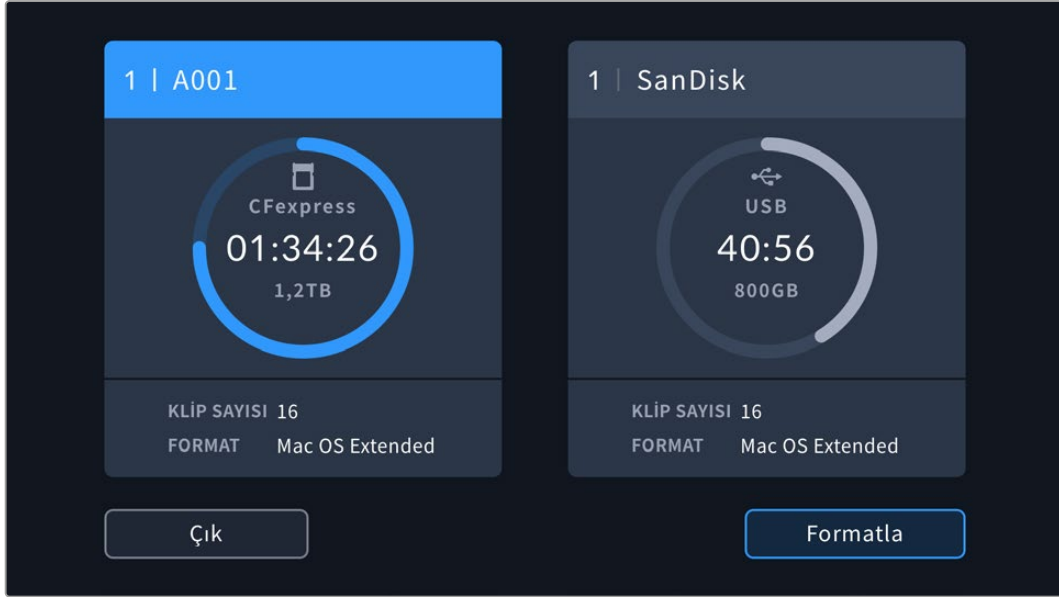 1 | A001
CFexpress
01:34:26
1,2TB
KLİP SAYISI 16
FORMAT Mac OS Extended
1 | SanDisk
USB
40:56
800GB
KLİP SAYISI 16
FORMAT Mac OS Extended
Çık
Formatla